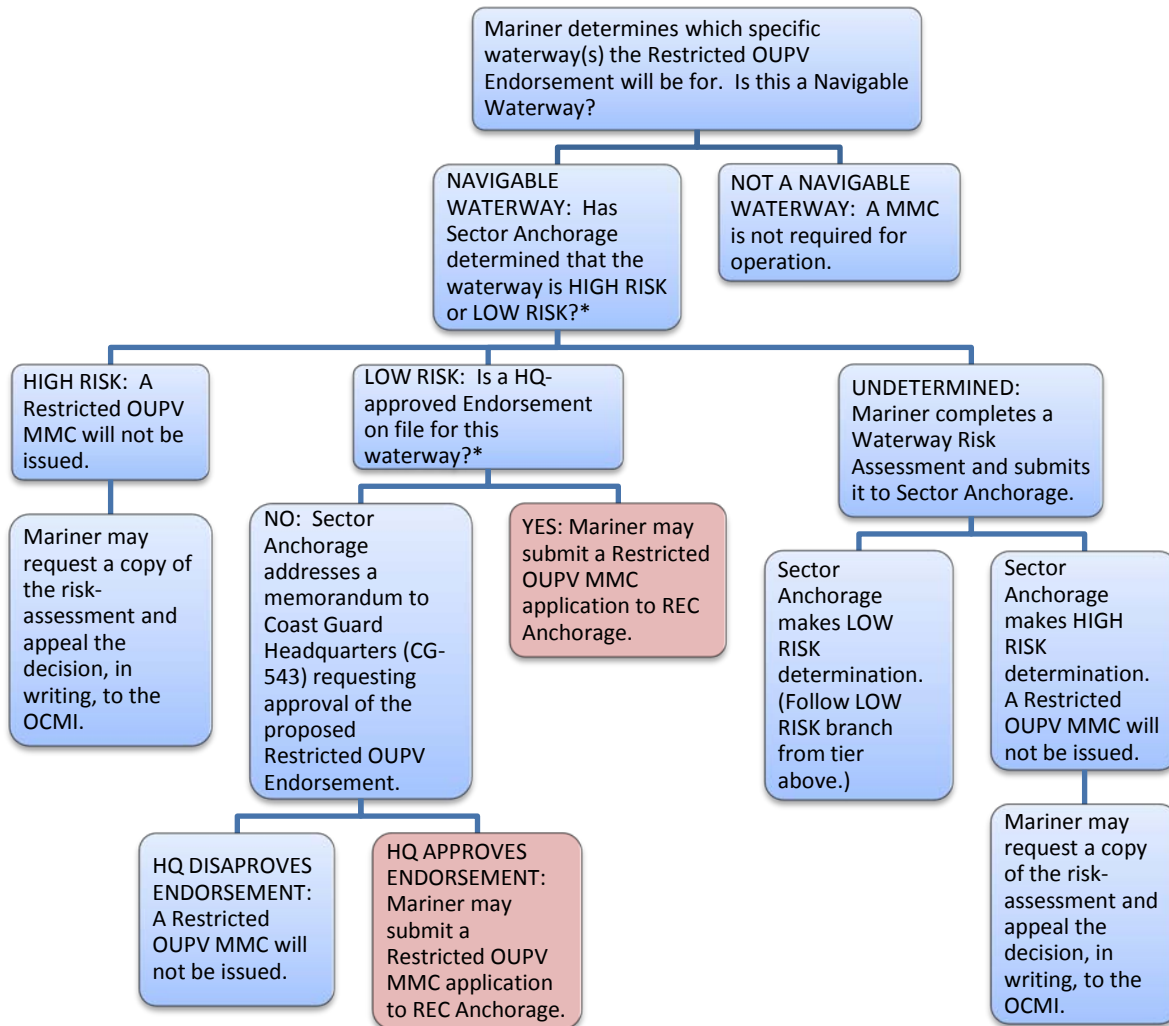 Mariner determines which specific
waterway(s) the Restricted OUPV
Endorsement will be for.  Is this a Navigable
Waterway?
NAVIGABLE
WATERWAY:  Has
Sector Anchorage
determined that the
waterway is HIGH RISK
or LOW RISK?*
NOT A NAVIGABLE
WATERWAY:  A MMC
is not required for
operation.
HIGH RISK:  A
Restricted OUPV
MMC will not be
issued.
Mariner may
request a copy of
the risk-
assessment and
appeal the
decision, in
writing, to the
OCMI.
LOW RISK:  Is a HQ-
approved Endorsement
on file for this
waterway?*
NO:  Sector
Anchorage
addresses a
memorandum to
Coast Guard
Headquarters (CG-
543) requesting
approval of the
proposed
Restricted OUPV
Endorsement.
YES: Mariner may
submit a Restricted
OUPV MMC
application to REC
Anchorage.
HQ DISAPROVES
ENDORSEMENT:
A Restricted
OUPV MMC will
not be issued.
HQ APPROVES
ENDORSEMENT:
Mariner may
submit a
Restricted OUPV
MMC application
to REC Anchorage.
UNDETERMINED:
Mariner completes a
Waterway Risk
Assessment and submits
it to Sector Anchorage.
Sector
Anchorage
makes LOW
RISK
determination.
(Follow LOW
RISK branch
from tier
above.)
Sector
Anchorage
makes HIGH
RISK
determination.
A Restricted
OUPV MMC will
not be issued.
Mariner may
request a copy
of the risk-
assessment and
appeal the
decision, in
writing, to the
OCMI.